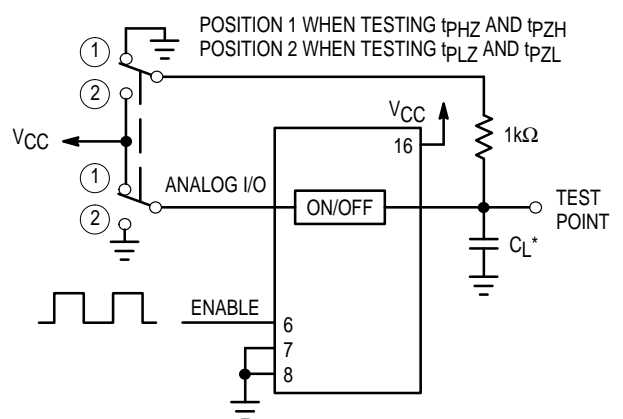 POSITION 1 WHEN TESTING tPHZ AND tPZH
POSITION 2 WHEN TESTING tPLZ AND tPZL
1
2
VCC
VCC
16
1kΩ
1
ANALOG I/O
ON/OFF
TEST
POINT
2
CL*
ENABLE
6
7
8